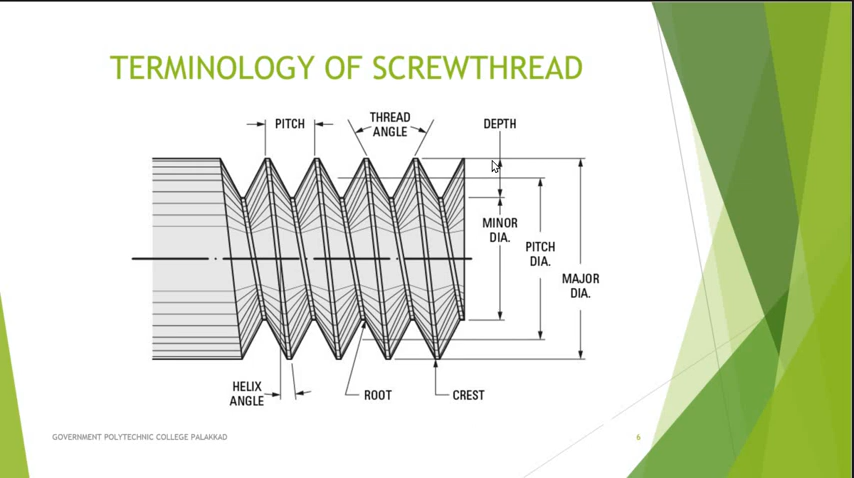 TERMINOLOGY OF SCREWTHREAD
PITCH
THREAD
ANGLE
DEPTH
MINOR
DIA.
PITCH
DIA.
MAJOR
DIA.
HELIX
ANGLE
ROOT
CREST
GOVERNMENT POLYTECHNIC COLLEGE PALAKKAD
6